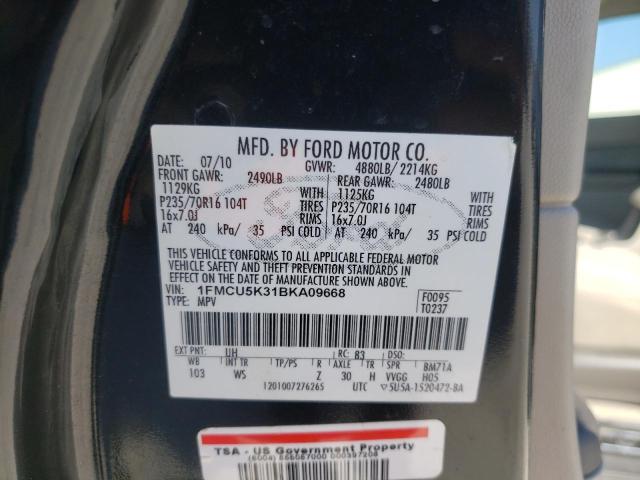 MFD. BY FORD MOTOR CO.
DATE: 07/10 GVWR: 4880LB/ 2214KG
FRONT GAWR: 2490LB REAR GAWR: 2480LB
1129KG WITH 1125KG WITH
P235/70R16 104T TIRES P235/70R16 104T TIRES
16x7.0J RIMS 16x7.0J RIMS
AT 240 kPa/ 35 PSI COLD AT 240 kPa/ 35 PSI COLD
THIS VEHICLE CONFORMS TO ALL APPLICABLE FEDERAL MOTOR
VEHICLE SAFETY AND THEFT PREVENTION STANDARDS IN
EFFECT ON THE DATE OF MANUFACTURE SHOWN ABOVE.
VIN: 1FMCU5K31BKA09668 F0095
TYPE: MPV T0237
EXT PNT: UH RC: 83 DSO:
WB INT TR TP/PS R AXLE TR SPR BM71A
103 WS Z 30 H VVGG H05
1201007276265 UTC ▽5U5A-1520472-BA
Ford
TSA - US Government Property